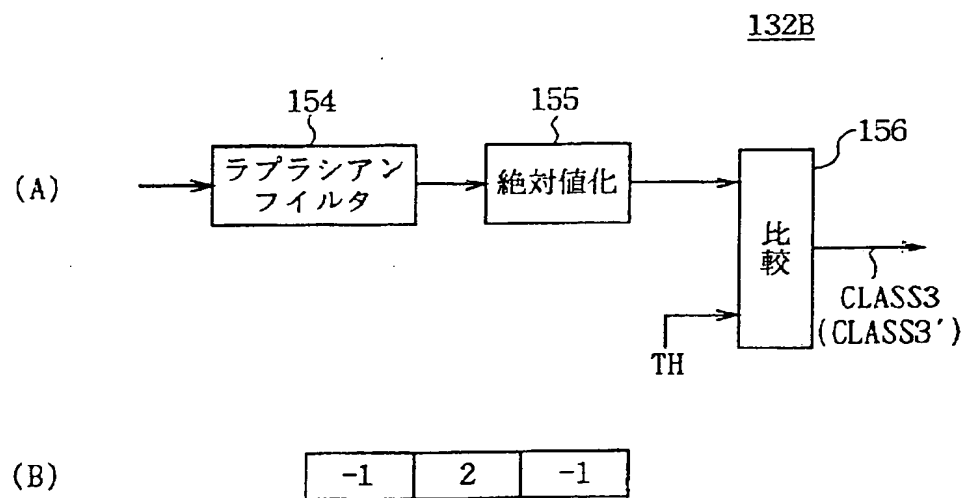 132B
154
155
156
(A)
ラプラシアン
フイルタ
絶対値化
比較
CLASS3
(CLASS3′)
TH
(B)
-1 2 -1